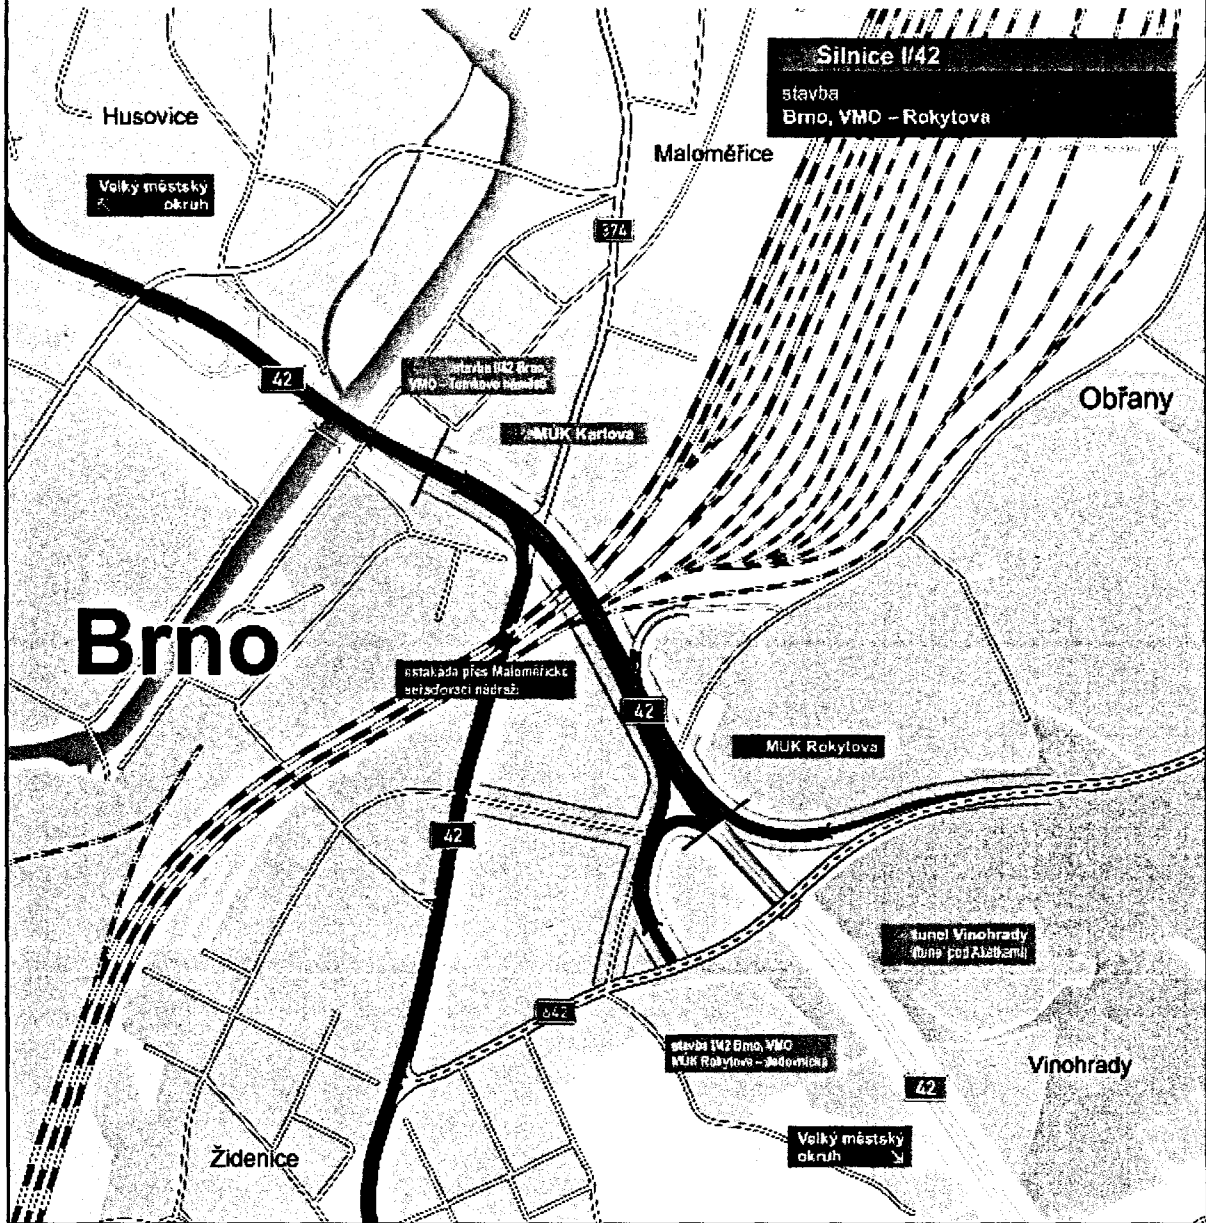 Silnice I/42
stavba
Brno, VMO – Rokytova
Husovice
Maloměřice
Velký městský
okruh
374
42
stavba I/42 Brno,
VMO – Tomkovo náměstí
MÚK Karlova
Obřany
Brno
estakáda přes Maloměřické
seřaďovací nádraží
42
MÚK Rokytova
42
tunel Vinohrady
(tunel pod Akátkami)
642
stavba I/42 Brno, VMO
MÚK Rokytova –
Vinohrady
42
Velký městský
okruh
Židenice